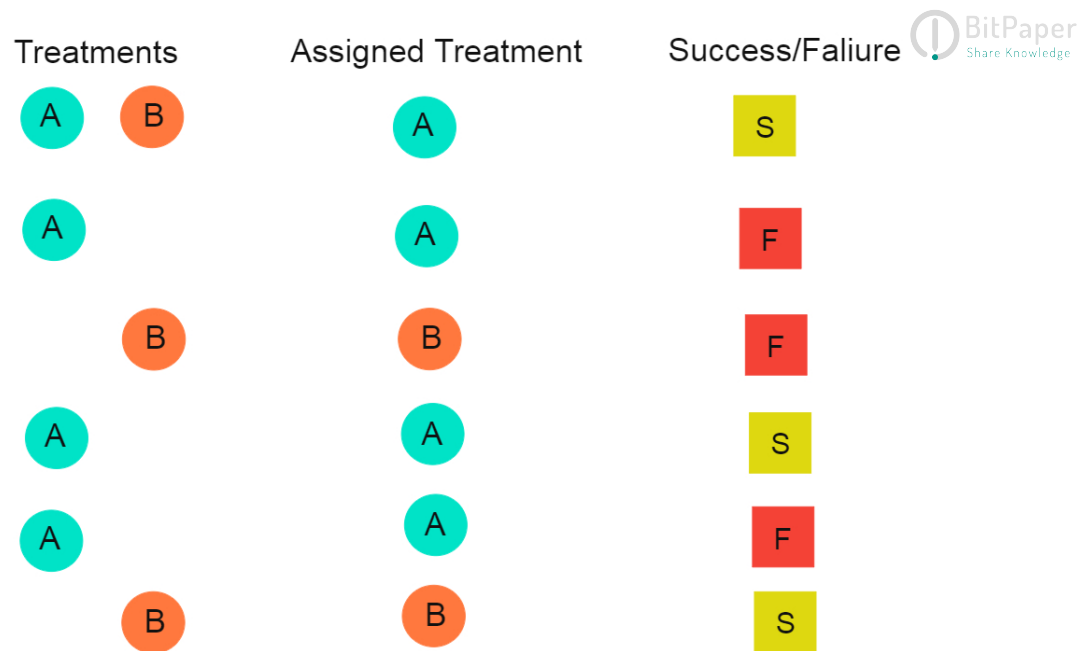 BitPaper
Share Knowledge
Treatments Assigned Treatment Success/Faliure
A B A S
A A F
B B F
A A S
A A F
B B S